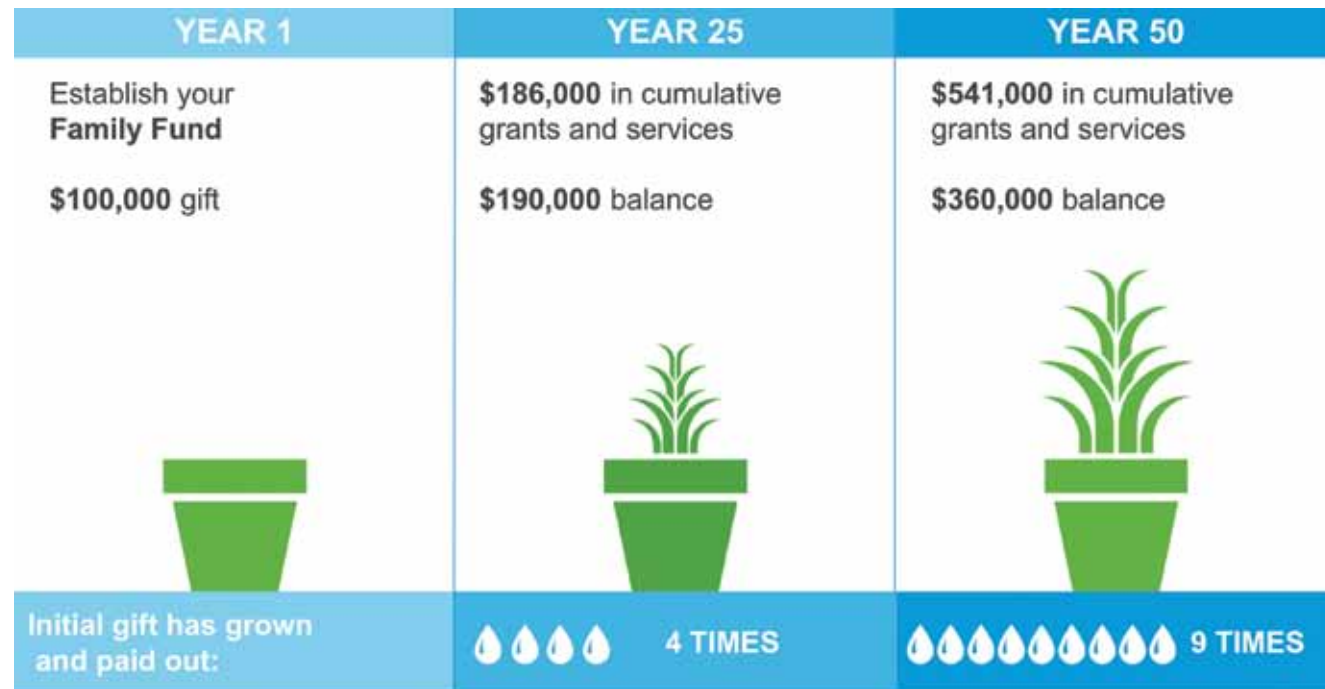 YEAR 1
Establish your
Family Fund
$100,000 gift
YEAR 25
$186,000 in cumulative
grants and services
$190,000 balance
YEAR 50
$541,000 in cumulative
grants and services
$360,000 balance
Initial gift has grown
and paid out:
4 TIMES
9 TIMES